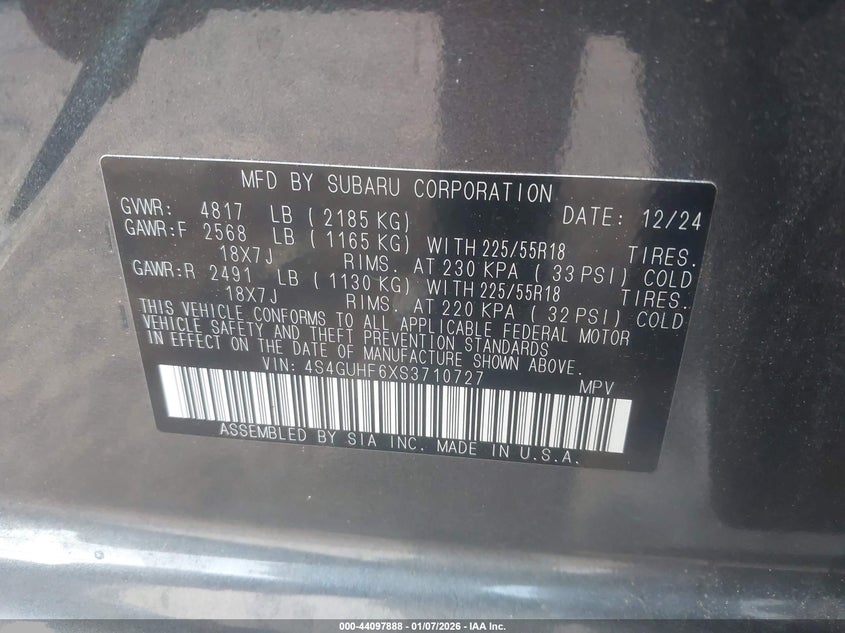 MFD BY SUBARU CORPORATION
GVWR: 4817 LB ( 2185 KG) DATE: 12/24
GAWR:F 2568 LB ( 1165 KG) WITH 225/55R18 TIRES.
18X7J RIMS. AT 230 KPA ( 33 PSI) COLD
GAWR:R 2491 LB ( 1130 KG) WITH 225/55R18 TIRES.
18X7J RIMS. AT 220 KPA ( 32 PSI) COLD
THIS VEHICLE CONFORMS TO ALL APPLICABLE FEDERAL MOTOR
VEHICLE SAFETY AND THEFT PREVENTION STANDARDS
IN EFFECT ON THE DATE OF MANUFACTURE SHOWN ABOVE.
VIN: 4S4GUHF6XS3710727 MPV
ASSEMBLED BY SIA INC. MADE IN U.S.A.
000-44097888 - 01/07/2026 - IAA Inc.